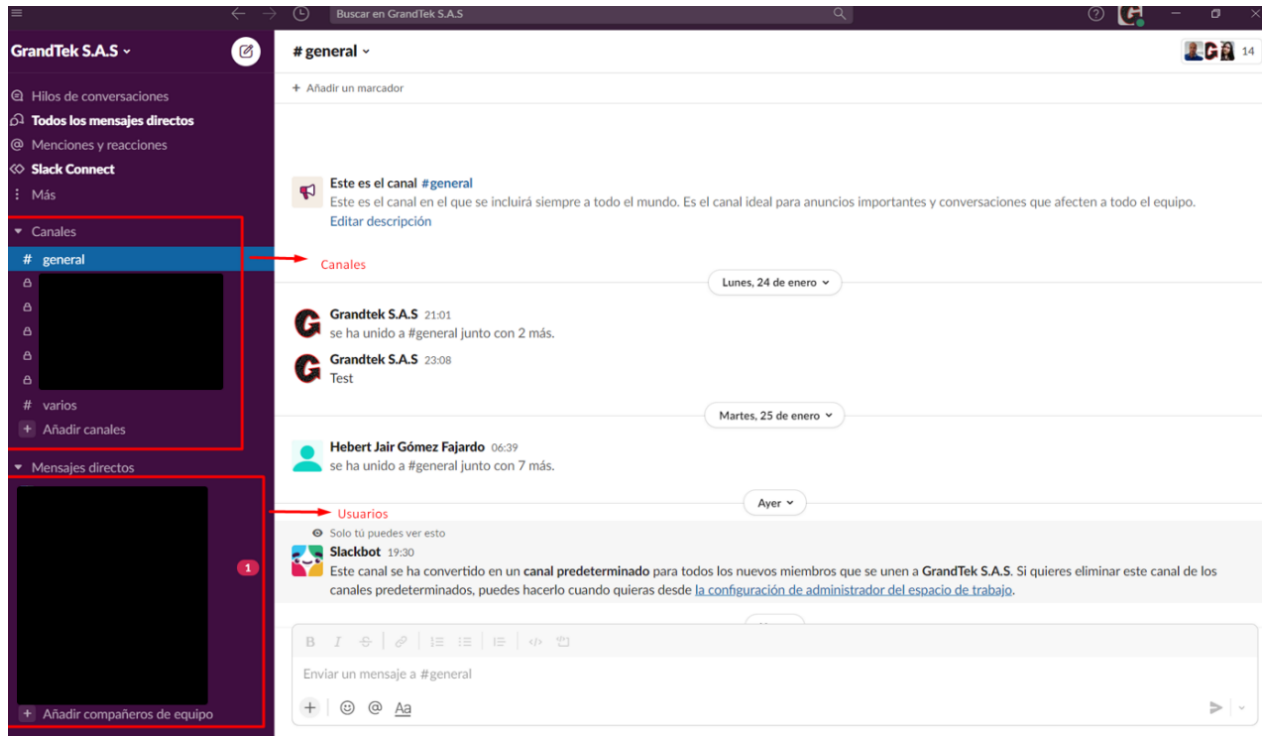 Buscar en GrandTek S.A.S
GrandTek S.A.S
Hilos de conversaciones
Todos los mensajes directos
@ Menciones y reacciones
Slack Connect
Más
Canales
# general
# varios
+ Añadir canales
Mensajes directos
1
+ Añadir compañeros de equipo
# general
14
+ Añadir un marcador
Este es el canal #general
Este es el canal en el que se incluirá siempre a todo el mundo. Es el canal ideal para anuncios importantes y conversaciones que afecten a todo el equipo.
Editar descripción
Canales
Lunes, 24 de enero
Grandtek S.A.S 21:01
se ha unido a #general junto con 2 más.
Grandtek S.A.S 23:08
Test
Martes, 25 de enero
Hebert Jair Gómez Fajardo 06:39
se ha unido a #general junto con 7 más.
Ayer
Usuarios
Solo tú puedes ver esto
Slackbot 19:30
Este canal se ha convertido en un canal predeterminado para todos los nuevos miembros que se unen a GrandTek S.A.S. Si quieres eliminar este canal de los
canales predeterminados, puedes hacerlo cuando quieras desde la configuración de administrador del espacio de trabajo.
B I S
Enviar un mensaje a #general
+ @ Aa